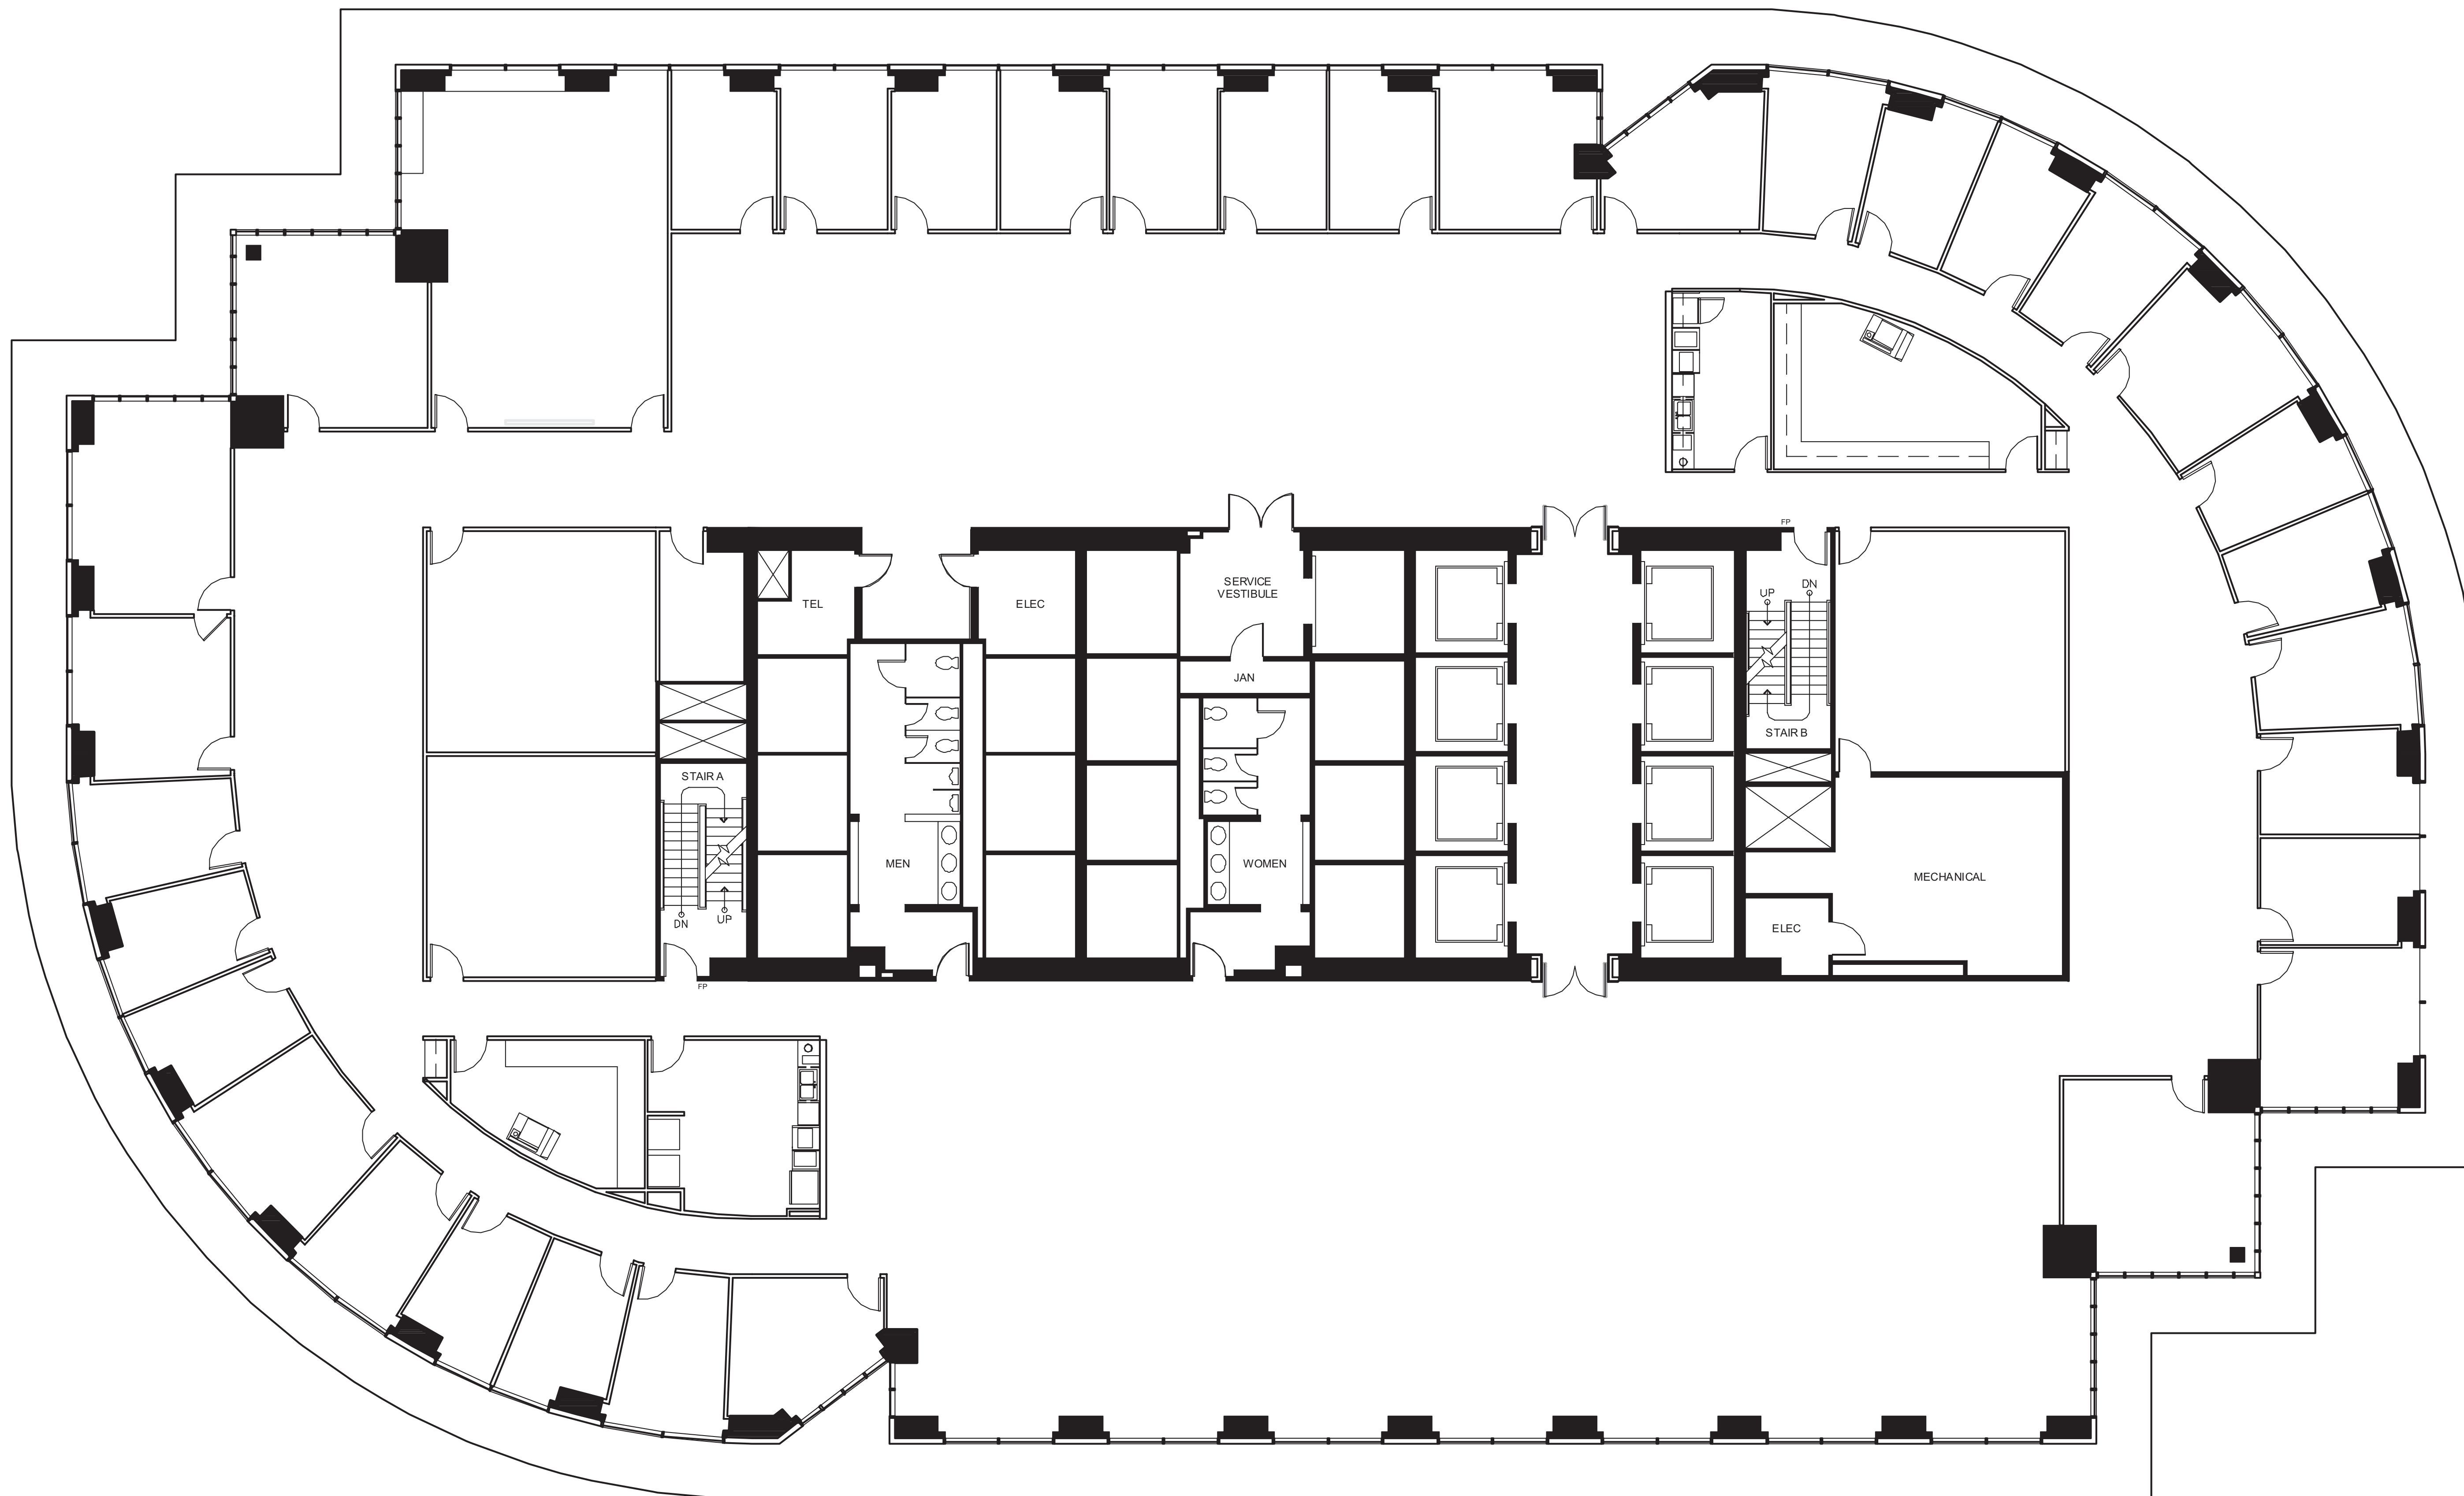 FP
SERVICE
VESTIBULE
UP
DN
TEL
ELEC
JAN
STAIR B
STAIR A
MEN
WOMEN
MECHANICAL
DN
UP
ELEC
FP